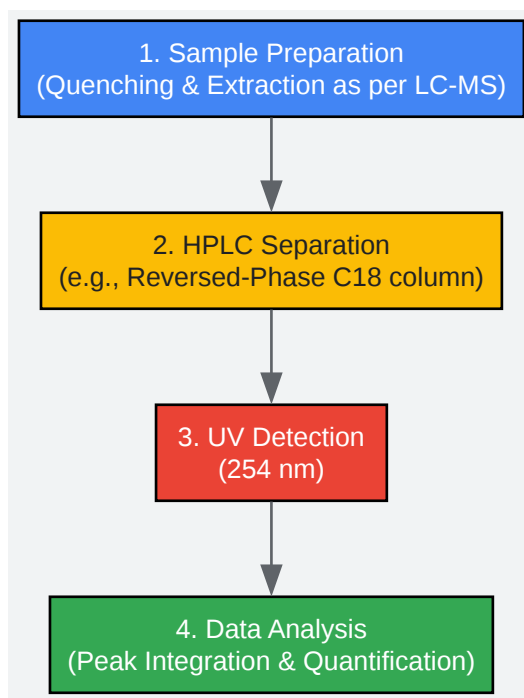 1. Sample Preparation
(Quenching & Extraction as per LC-MS)
2. HPLC Separation
(e.g., Reversed-Phase C18 column)
3. UV Detection
(254 nm)
4. Data Analysis
(Peak Integration & Quantification)